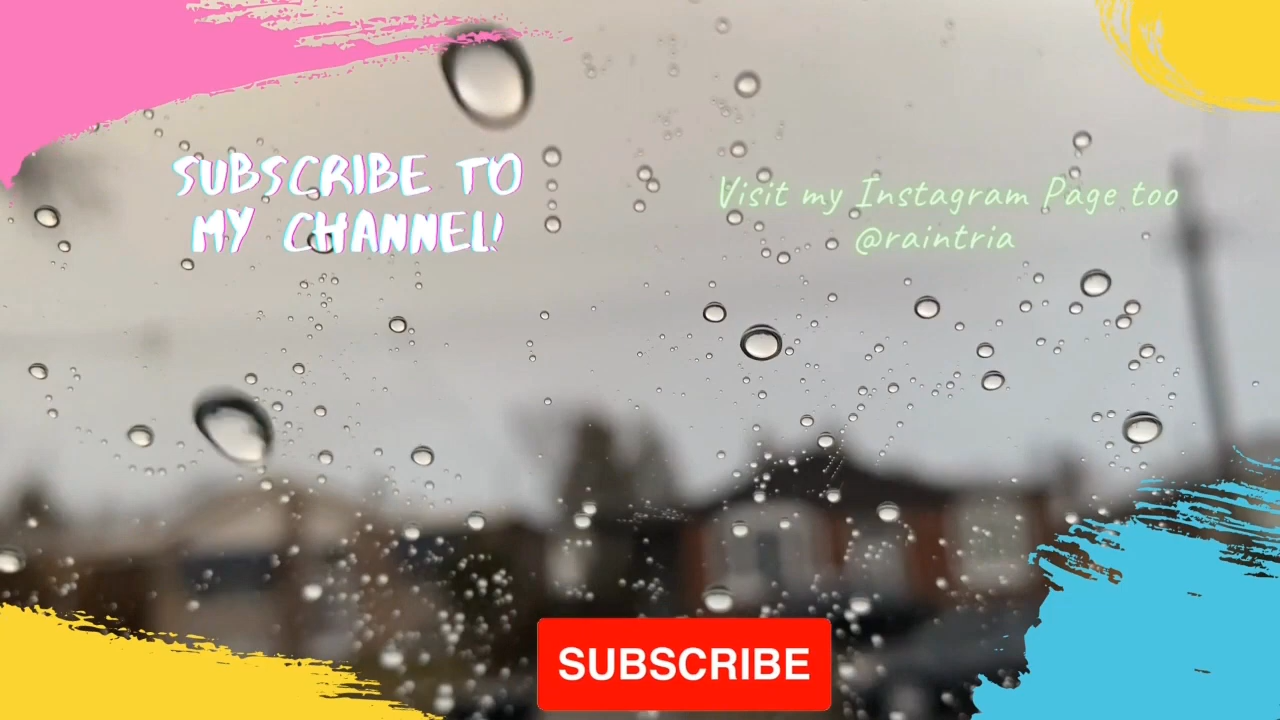 SUBSCRIBE TO
MY CHANNEL!
Visit my Instagram Page too
@raintria
SUBSCRIBE